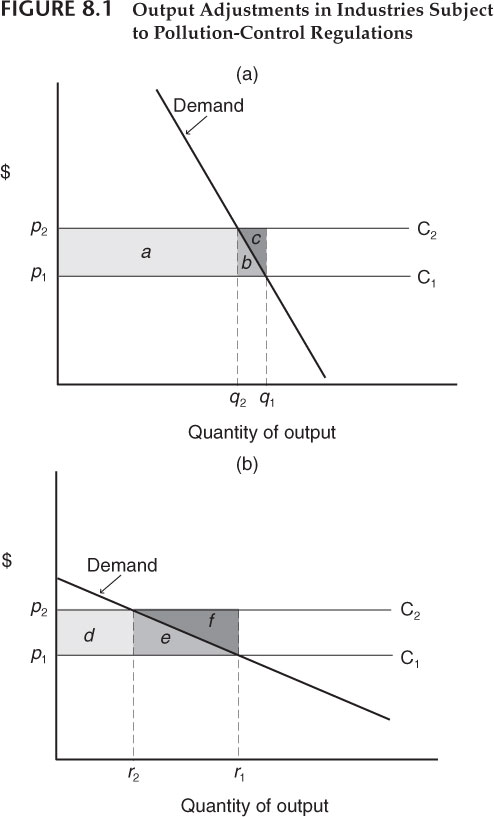 FIGURE 8.1 Output Adjustments in Industries Subject
to Pollution-Control Regulations
(a)
Demand
$
p2
C2
c
a
b
p1
C1
q2 q1
Quantity of output
(b)
$
Demand
p2
C2
f
d
e
p1
C1
r2
r1
Quantity of output